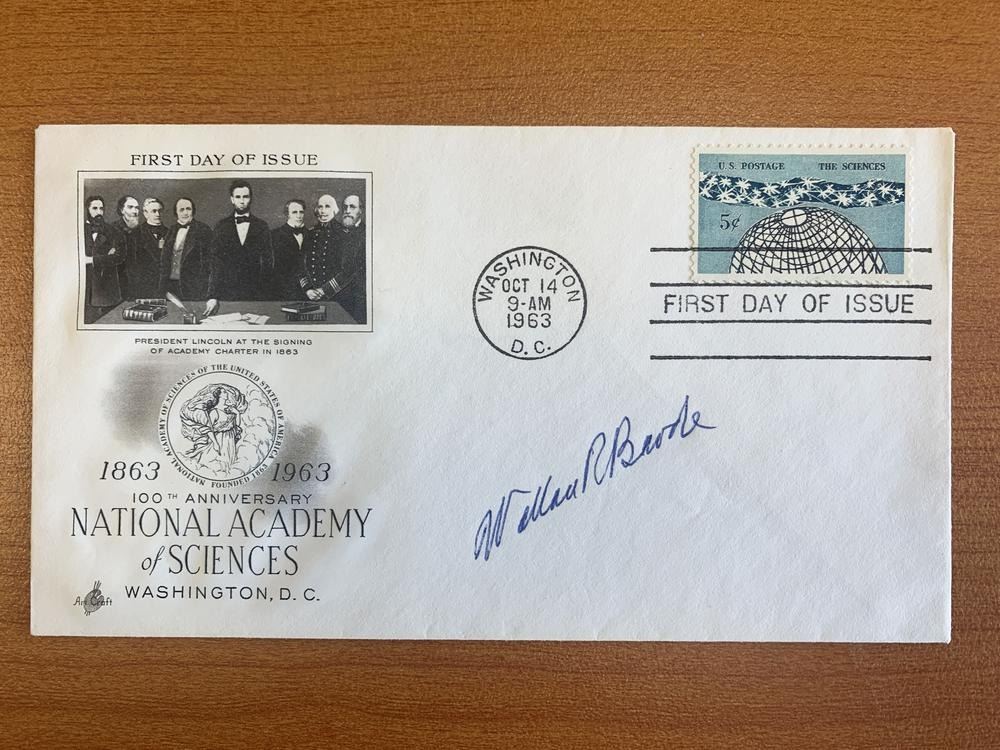 FIRST DAY OF ISSUE
PRESIDENT LINCOLN AT THE SIGNING
OF ACADEMY CHARTER IN 1863
NATIONAL ACADEMY OF SCIENCES OF THE UNITED STATES OF AMERICA
FOUNDED 1863
1863 1963
100TH ANNIVERSARY
NATIONAL ACADEMY
of SCIENCES
WASHINGTON, D. C.
Art Craft
WASHINGTON
OCT 14
9-AM
1963
D. C.
U.S. POSTAGE THE SCIENCES
5¢
FIRST DAY OF ISSUE
R Brode